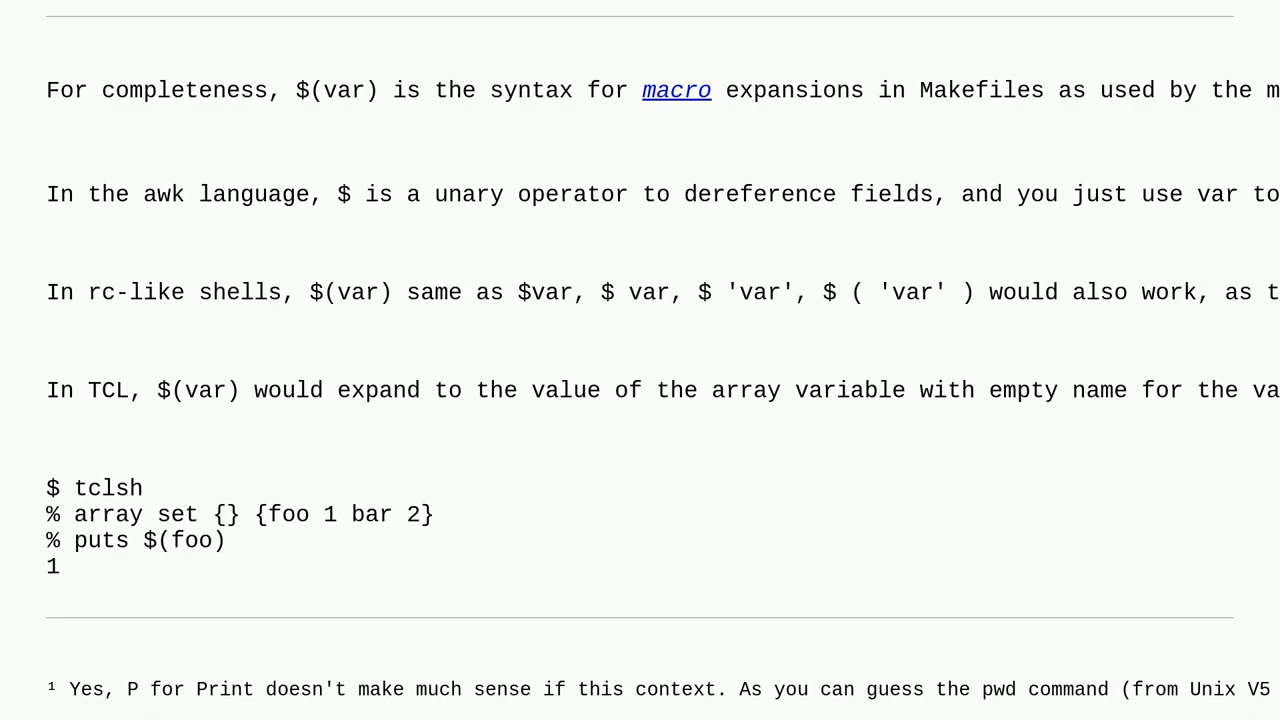 For completeness, $(var) is the syntax for macro expansions in Makefiles as used by the m
In the awk language, $ is a unary operator to dereference fields, and you just use var to
In rc-like shells, $(var) same as $var, $ var, $ 'var', $ ( 'var' ) would also work, as t
In TCL, $(var) would expand to the value of the array variable with empty name for the va
$ tclsh
% array set {} {foo 1 bar 2}
% puts $(foo)
1
¹ Yes, P for Print doesn't make much sense if this context. As you can guess the pwd command (from Unix V5